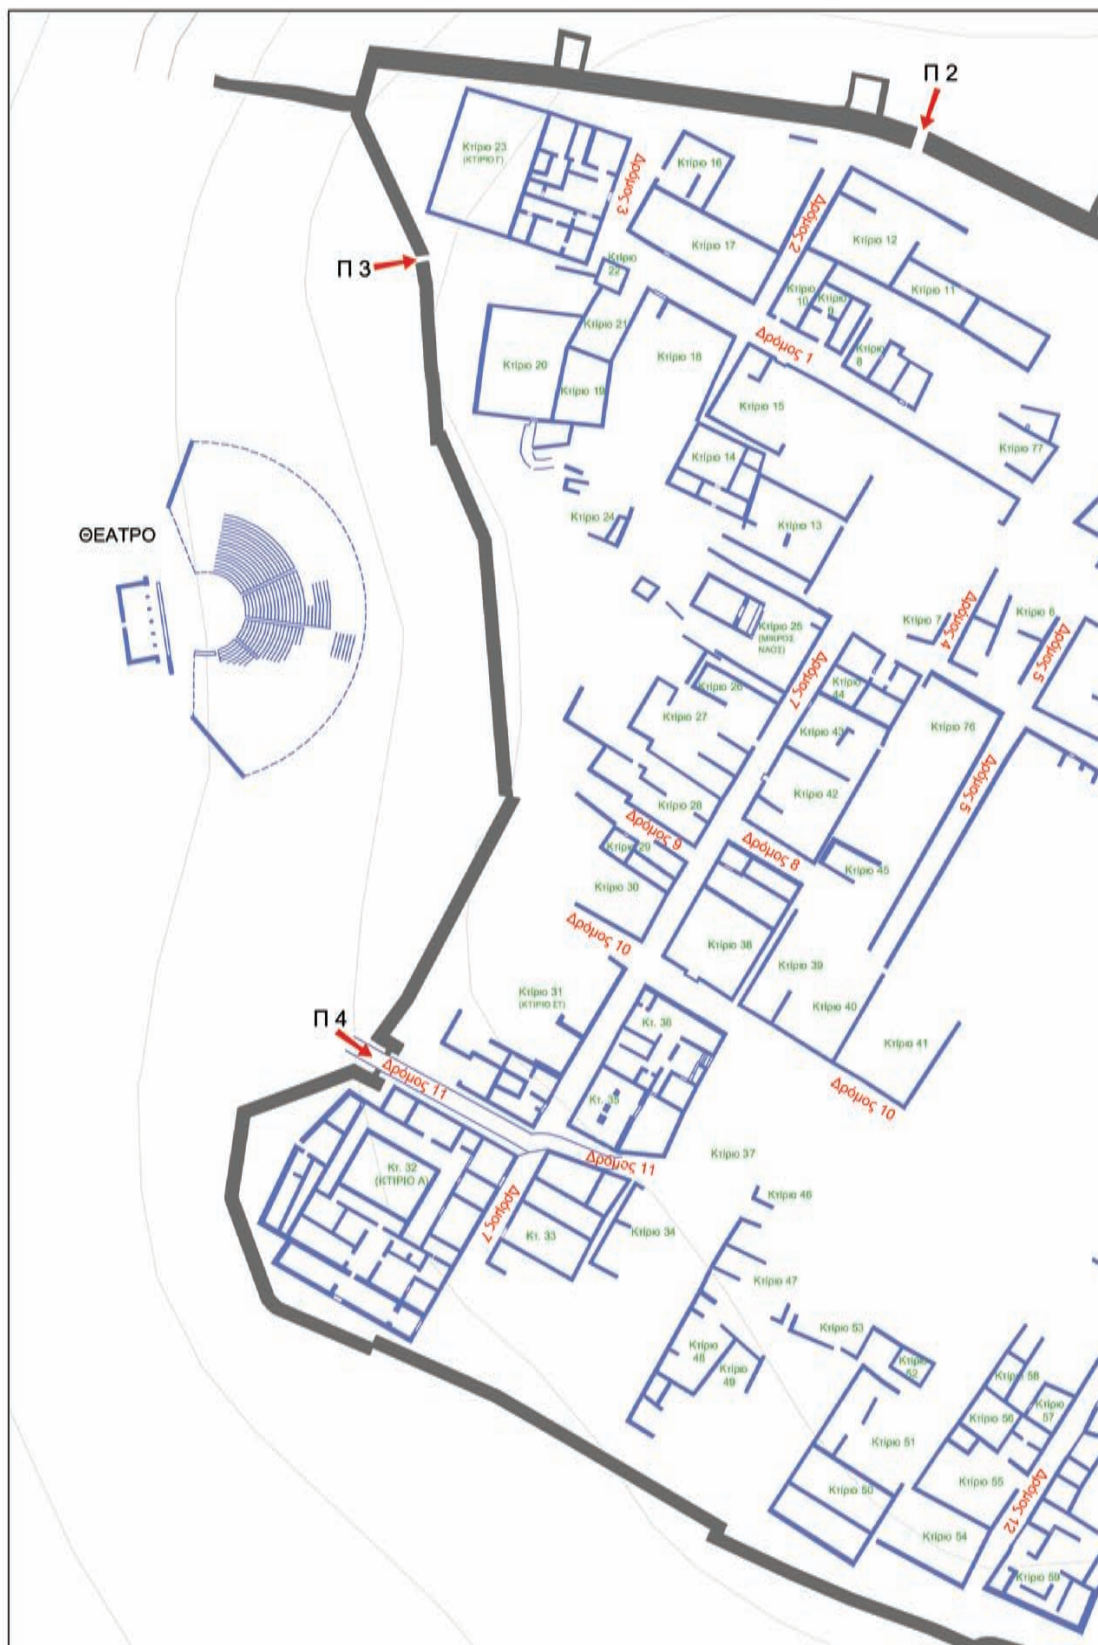 Π 2
Κτίριο 23
(ΚΤΙΡΙΟ Γ)
Κτίριο 16
Δρόμος 3
Δρόμος 2
Κτίριο 17
Κτίριο 12
Π 3
Κτίριο
22
Κτίριο
10
Κτίριο
9
Κτίριο 11
Κτίριο 21
Κτίριο 18
Δρόμος 1
Κτίριο
8
Κτίριο 20
Κτίριο 19
Κτίριο 15
Κτίριο 77
Κτίριο 14
Κτίριο 24
Κτίριο 13
ΘΕΑΤΡΟ
Κτίριο 25
(ΜΙΚΡΟΣ
ΝΑΟΣ)
Κτίριο 7
Δρόμος 4
Κτίριο 6
Δρόμος 5
Κτίριο 26
Δρόμος 7
Κτίριο
44
Κτίριο 27
Κτίριο 43
Κτίριο 76
Δρόμος 5
Κτίριο 28
Κτίριο 42
Δρόμος 9
Δρόμος 8
Κτίριο 29
Κτίριο 45
Κτίριο 30
Δρόμος 10
Κτίριο 38
Κτίριο 39
Κτίριο 31
(ΚΤΙΡΙΟ ΣΤ)
Κτίριο 40
Π 4
Κτ. 36
Κτίριο 41
Δρόμος 11
Κτ. 35
Δρόμος 10
Κτ. 32
(ΚΤΙΡΙΟ Α)
Δρόμος 11
Κτίριο 37
Δρόμος 7
Κτίριο 46
Κτ. 33
Κτίριο 34
Κτίριο 47
Κτίριο 53
Κτίριο
48
Κτίριο
49
Κτίριο
52
Κτίριο 58
Κτίριο 56
Κτίριο
57
Κτίριο 51
Κτίριο 50
Κτίριο 55
Δρόμος 12
Κτίριο 54
Κτίριο 59